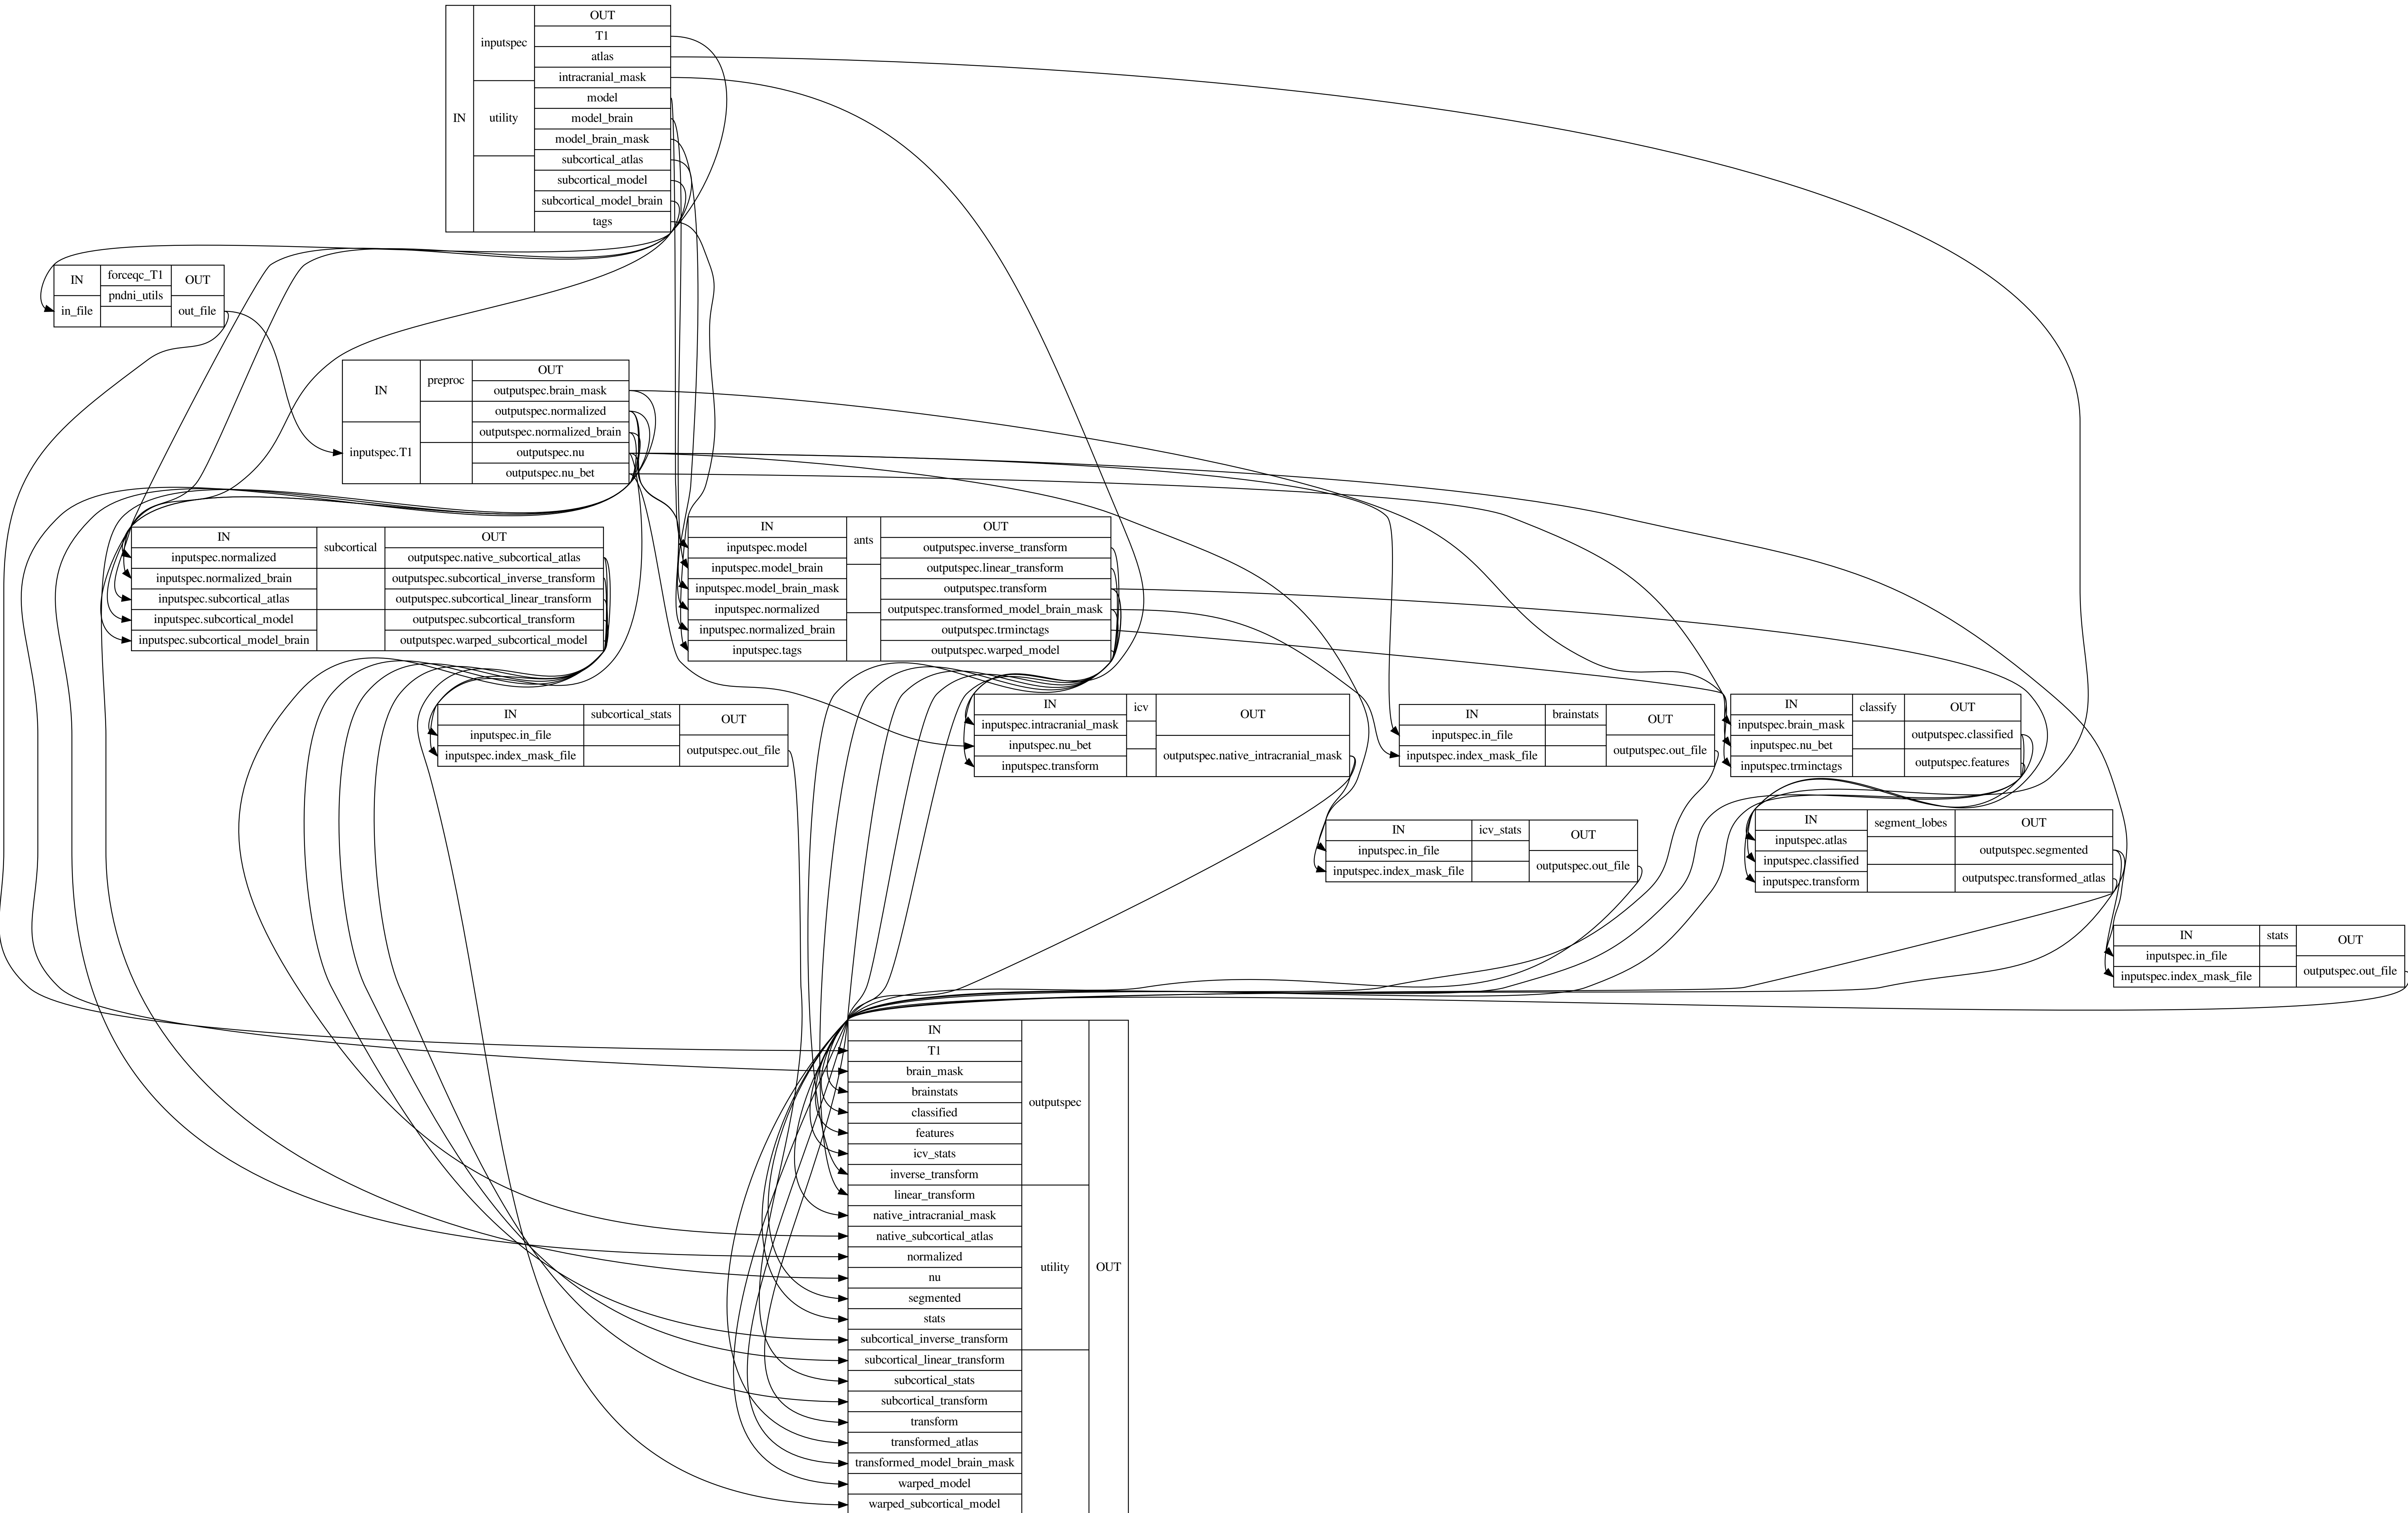 IN
inputspec
utility
OUT
T1
atlas
intracranial_mask
model
model_brain
model_brain_mask
subcortical_atlas
subcortical_model
subcortical_model_brain
tags
IN
in_file
forceqc_T1
pndni_utils
OUT
out_file
IN
inputspec.T1
preproc
OUT
outputspec.brain_mask
outputspec.normalized
outputspec.normalized_brain
outputspec.nu
outputspec.nu_bet
IN
inputspec.normalized
inputspec.normalized_brain
inputspec.subcortical_atlas
inputspec.subcortical_model
inputspec.subcortical_model_brain
subcortical
OUT
outputspec.native_subcortical_atlas
outputspec.subcortical_inverse_transform
outputspec.subcortical_linear_transform
outputspec.subcortical_transform
outputspec.warped_subcortical_model
IN
inputspec.model
inputspec.model_brain
inputspec.model_brain_mask
inputspec.normalized
inputspec.normalized_brain
inputspec.tags
ants
OUT
outputspec.inverse_transform
outputspec.linear_transform
outputspec.transform
outputspec.transformed_model_brain_mask
outputspec.trminctags
outputspec.warped_model
IN
inputspec.in_file
inputspec.index_mask_file
subcortical_stats
OUT
outputspec.out_file
IN
inputspec.intracranial_mask
inputspec.nu_bet
inputspec.transform
icv
OUT
outputspec.native_intracranial_mask
IN
inputspec.in_file
inputspec.index_mask_file
brainstats
OUT
outputspec.out_file
IN
inputspec.brain_mask
inputspec.nu_bet
inputspec.trminctags
classify
OUT
outputspec.classified
outputspec.features
IN
inputspec.in_file
inputspec.index_mask_file
icv_stats
OUT
outputspec.out_file
IN
inputspec.atlas
inputspec.classified
inputspec.transform
segment_lobes
OUT
outputspec.segmented
outputspec.transformed_atlas
IN
inputspec.in_file
inputspec.index_mask_file
stats
OUT
outputspec.out_file
IN
T1
brain_mask
brainstats
classified
features
icv_stats
inverse_transform
linear_transform
native_intracranial_mask
native_subcortical_atlas
normalized
nu
segmented
stats
subcortical_inverse_transform
subcortical_linear_transform
subcortical_stats
subcortical_transform
transform
transformed_atlas
transformed_model_brain_mask
warped_model
warped_subcortical_model
outputspec
utility
OUT